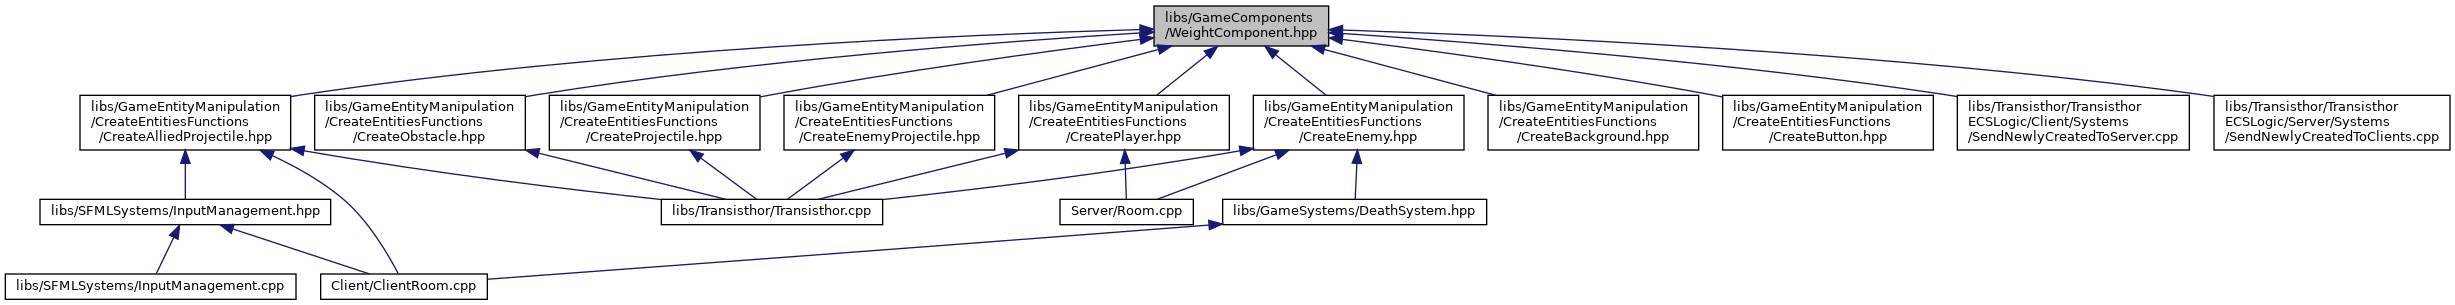 libs/GameComponents
/WeightComponent.hpp
libs/GameEntityManipulation
/CreateEntitiesFunctions
/CreateAlliedProjectile.hpp
libs/GameEntityManipulation
/CreateEntitiesFunctions
/CreateObstacle.hpp
libs/GameEntityManipulation
/CreateEntitiesFunctions
/CreateProjectile.hpp
libs/GameEntityManipulation
/CreateEntitiesFunctions
/CreateEnemyProjectile.hpp
libs/GameEntityManipulation
/CreateEntitiesFunctions
/CreatePlayer.hpp
libs/GameEntityManipulation
/CreateEntitiesFunctions
/CreateEnemy.hpp
libs/GameEntityManipulation
/CreateEntitiesFunctions
/CreateBackground.hpp
libs/GameEntityManipulation
/CreateEntitiesFunctions
/CreateButton.hpp
libs/Transisthor/Transisthor
ECSLogic/Client/Systems
/SendNewlyCreatedToServer.cpp
libs/Transisthor/Transisthor
ECSLogic/Server/Systems
/SendNewlyCreatedToClients.cpp
libs/SFMLSystems/InputManagement.hpp
libs/Transisthor/Transisthor.cpp
Server/Room.cpp
libs/GameSystems/DeathSystem.hpp
libs/SFMLSystems/InputManagement.cpp
Client/ClientRoom.cpp